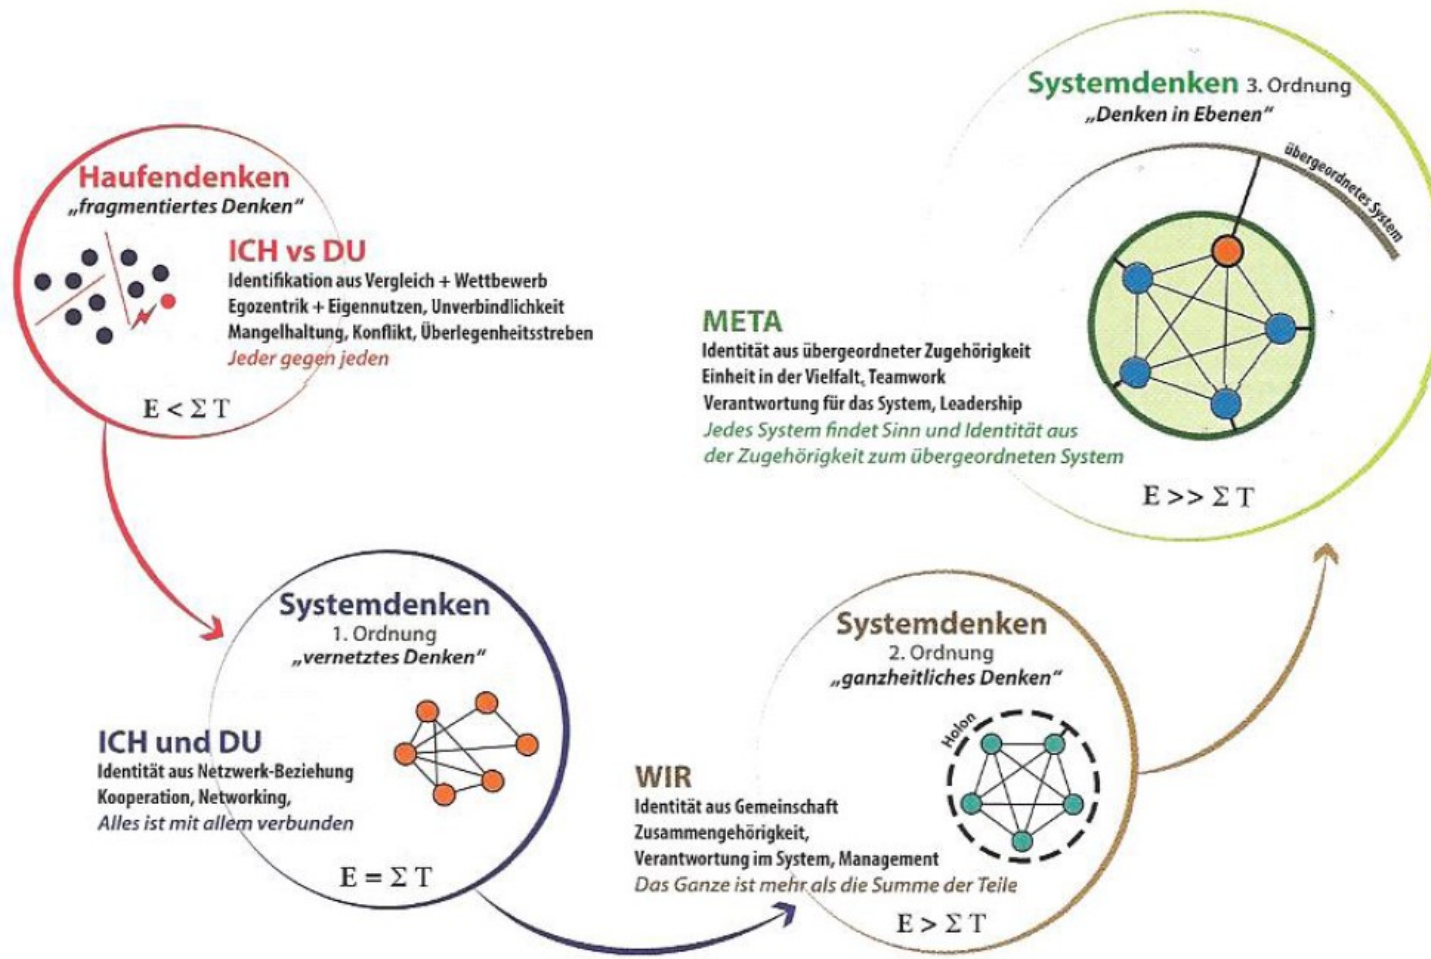 Haufendenken
„fragmentiertes Denken“
ICH vs DU
Identifikation aus Vergleich + Wettbewerb
Egozentrik + Eigennutzen, Unverbindlichkeit
Mangelhaltung, Konflikt, Überlegenheitsstreben
Jeder gegen jeden
E < Σ T
Systemdenken
1. Ordnung
„vernetztes Denken“
ICH und DU
Identität aus Netzwerk-Beziehung
Kooperation, Networking,
Alles ist mit allem verbunden
E = Σ T
Systemdenken
2. Ordnung
„ganzheitliches Denken“
Holon
WIR
Identität aus Gemeinschaft
Zusammengehörigkeit,
Verantwortung im System, Management
Das Ganze ist mehr als die Summe der Teile
E > Σ T
Systemdenken 3. Ordnung
„Denken in Ebenen“
übergeordnetes System
META
Identität aus übergeordneter Zugehörigkeit
Einheit in der Vielfalt, Teamwork
Verantwortung für das System, Leadership
Jedes System findet Sinn und Identität aus
der Zugehörigkeit zum übergeordneten System
E >> Σ T